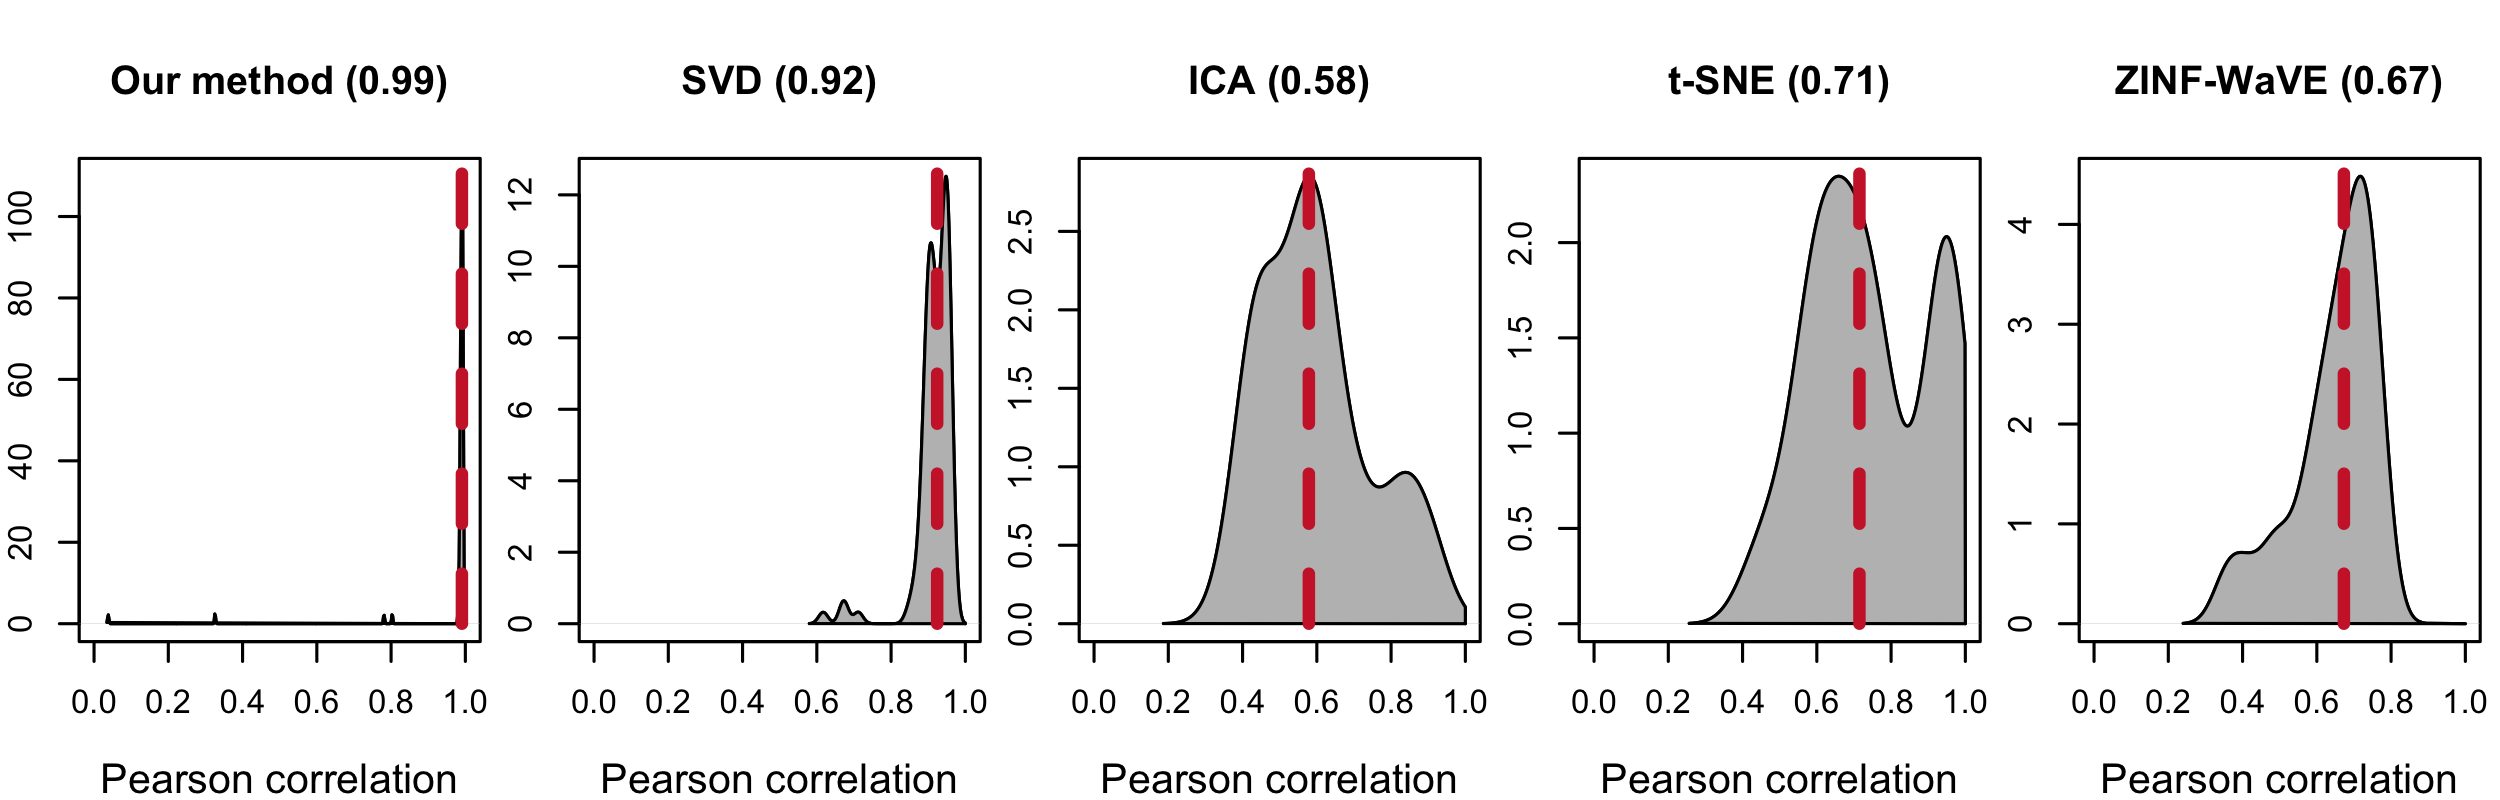 Our method (0.99)
0 20 40 60 80 100
0.0 0.2 0.4 0.6 0.8 1.0
Pearson correlation
SVD (0.92)
0 2 4 6 8 10 12
0.0 0.2 0.4 0.6 0.8 1.0
Pearson correlation
ICA (0.58)
0.0 0.5 1.0 1.5 2.0 2.5
0.0 0.2 0.4 0.6 0.8 1.0
Pearson correlation
t-SNE (0.71)
0.0 0.5 1.0 1.5 2.0
0.0 0.2 0.4 0.6 0.8 1.0
Pearson correlation
ZINF-WaVE (0.67)
0 1 2 3 4
0.0 0.2 0.4 0.6 0.8 1.0
Pearson correlation